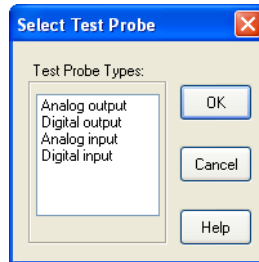 Select Test Probe
Test Probe Types:
Analog output
Digital output
Analog input
Digital input
OK
Cancel
Help